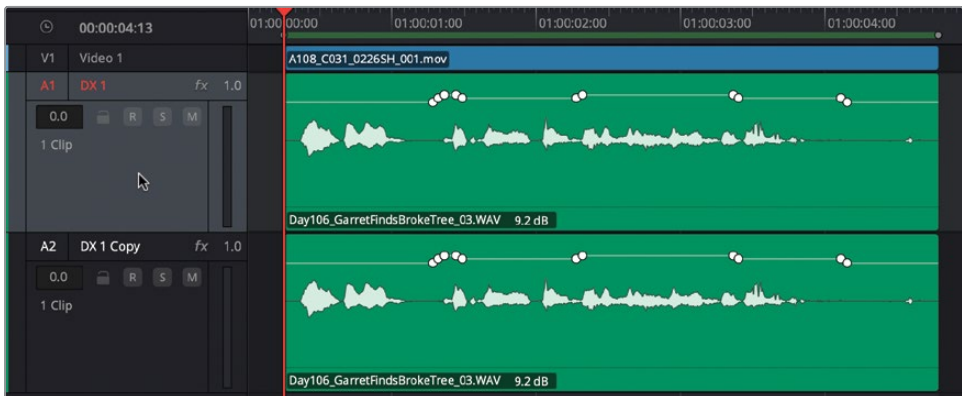 00:00:04:13 01:00:00:00 01:00:01:00 01:00:02:00 01:00:03:00 01:00:04:00
V1 Video 1 A108_C031_0226SH_001.mov
A1 DX 1 fx 1.0
0.0 R S M
1 Clip
Day106_GarretFindsBrokeTree_03.WAV 9.2 dB
A2 DX 1 Copy fx 1.0
0.0 R S M
1 Clip
Day106_GarretFindsBrokeTree_03.WAV 9.2 dB